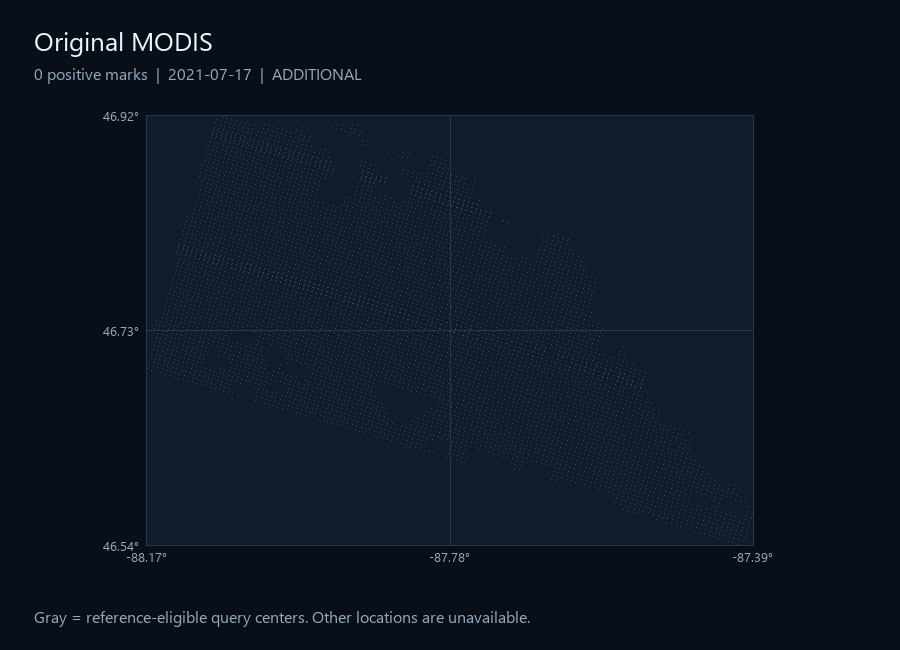 Original MODIS
0 positive marks | 2021-07-17 | ADDITIONAL
46.92°
46.73°
46.54°
-88.17° -87.78° -87.39°
Gray = reference-eligible query centers. Other locations are unavailable.